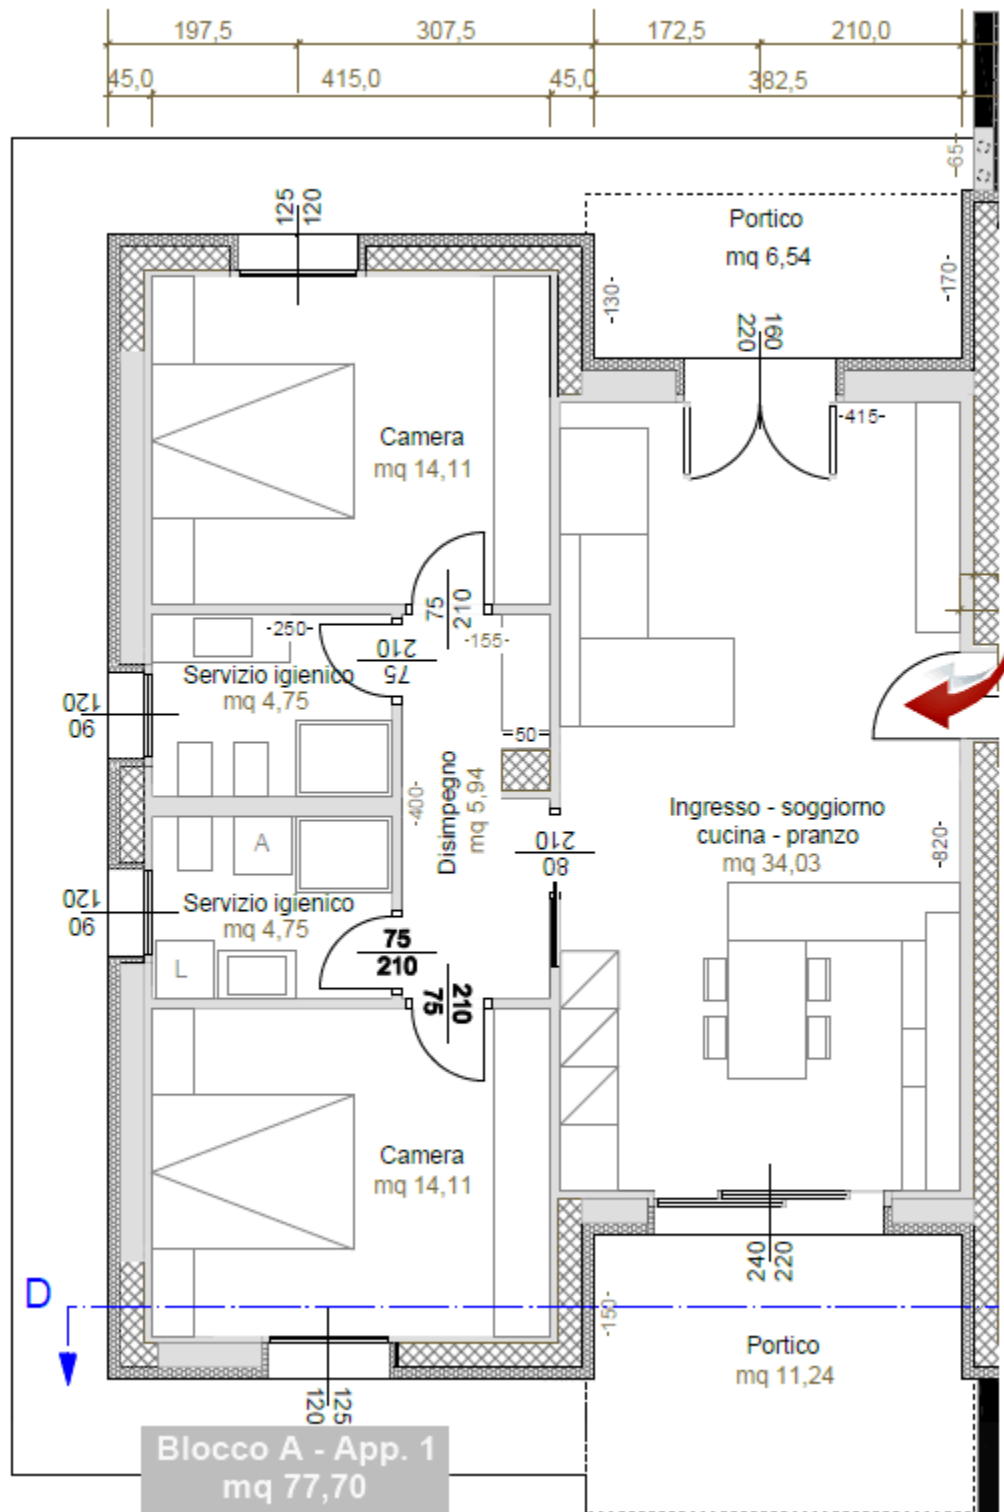 197,5 307,5 172,5 210,0
45,0 415,0 45,0 382,5
-65-
125
120
Portico
mq 6,54
-130-
-170-
160
220
-415-
Camera
mq 14,11
75
210
-250-
210
75
-155-
Servizio igienico
mq 4,75
120
90
=50=
Disimpegno
mq 5,94
-400-
Ingresso - soggiorno
cucina - pranzo
mq 34,03
-820-
210
80
A
Servizio igienico
mq 4,75
120
90
L
75
210
210
75
Camera
mq 14,11
240
220
D
-150-
Portico
mq 11,24
125
120
Blocco A - App. 1
mq 77,70